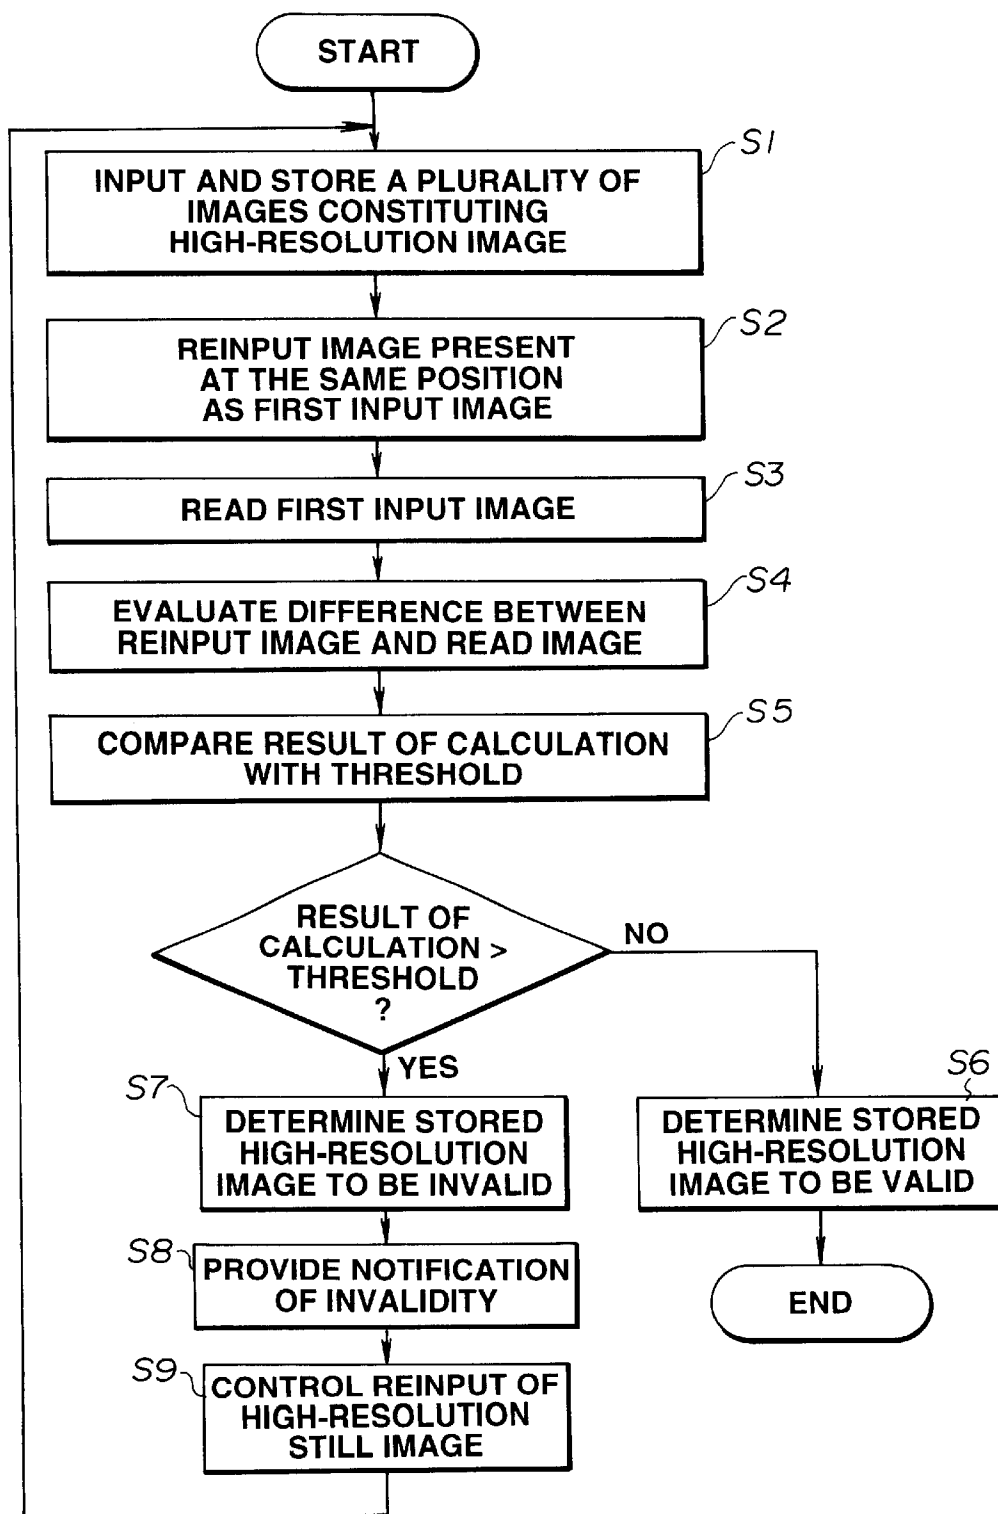 START
S1
INPUT AND STORE A PLURALITY OF
IMAGES CONSTITUTING
HIGH-RESOLUTION IMAGE
S2
REINPUT IMAGE PRESENT
AT THE SAME POSITION
AS FIRST INPUT IMAGE
S3
READ FIRST INPUT IMAGE
S4
EVALUATE DIFFERENCE BETWEEN
REINPUT IMAGE AND READ IMAGE
S5
COMPARE RESULT OF CALCULATION
WITH THRESHOLD
RESULT OF
CALCULATION >
THRESHOLD
?
NO
YES
S7
DETERMINE STORED
HIGH-RESOLUTION
IMAGE TO BE INVALID
S6
DETERMINE STORED
HIGH-RESOLUTION
IMAGE TO BE VALID
S8
PROVIDE NOTIFICATION
OF INVALIDITY
END
S9
CONTROL REINPUT OF
HIGH-RESOLUTION
STILL IMAGE